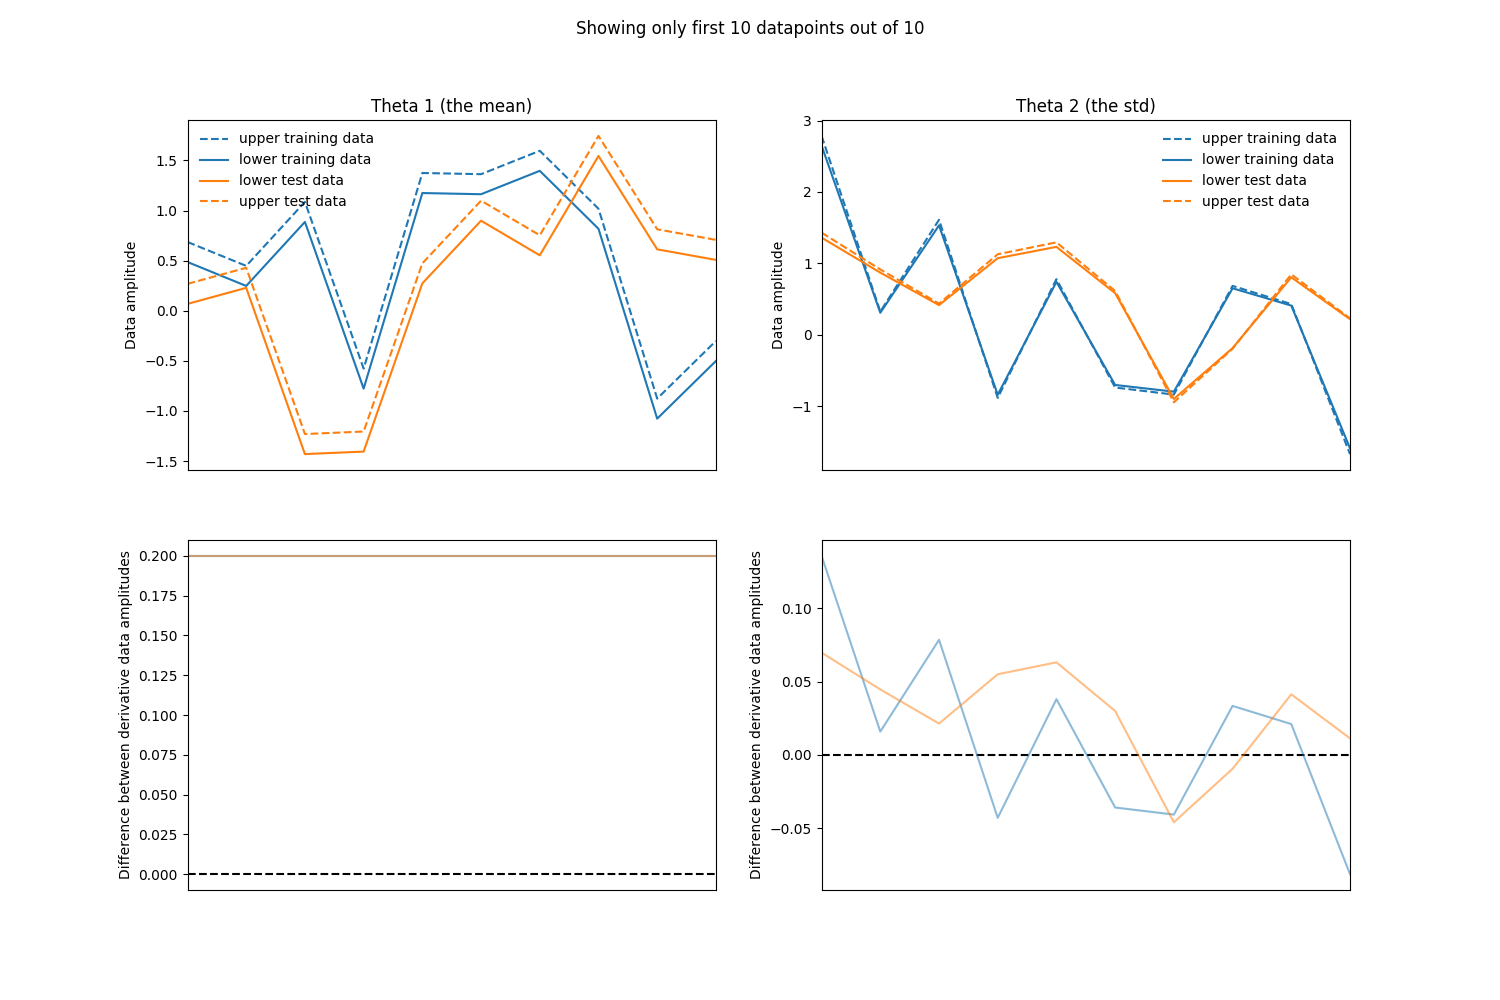 Showing only first 10 datapoints out of 10
Theta 1 (the mean)
upper training data
lower training data
lower test data
upper test data
Data amplitude
1.5
1.0
0.5
0.0
−0.5
−1.0
−1.5
Theta 2 (the std)
upper training data
lower training data
lower test data
upper test data
Data amplitude
3
2
1
0
−1
Difference between derivative data amplitudes
0.200
0.175
0.150
0.125
0.100
0.075
0.050
0.025
0.000
Difference between derivative data amplitudes
0.10
0.05
0.00
−0.05